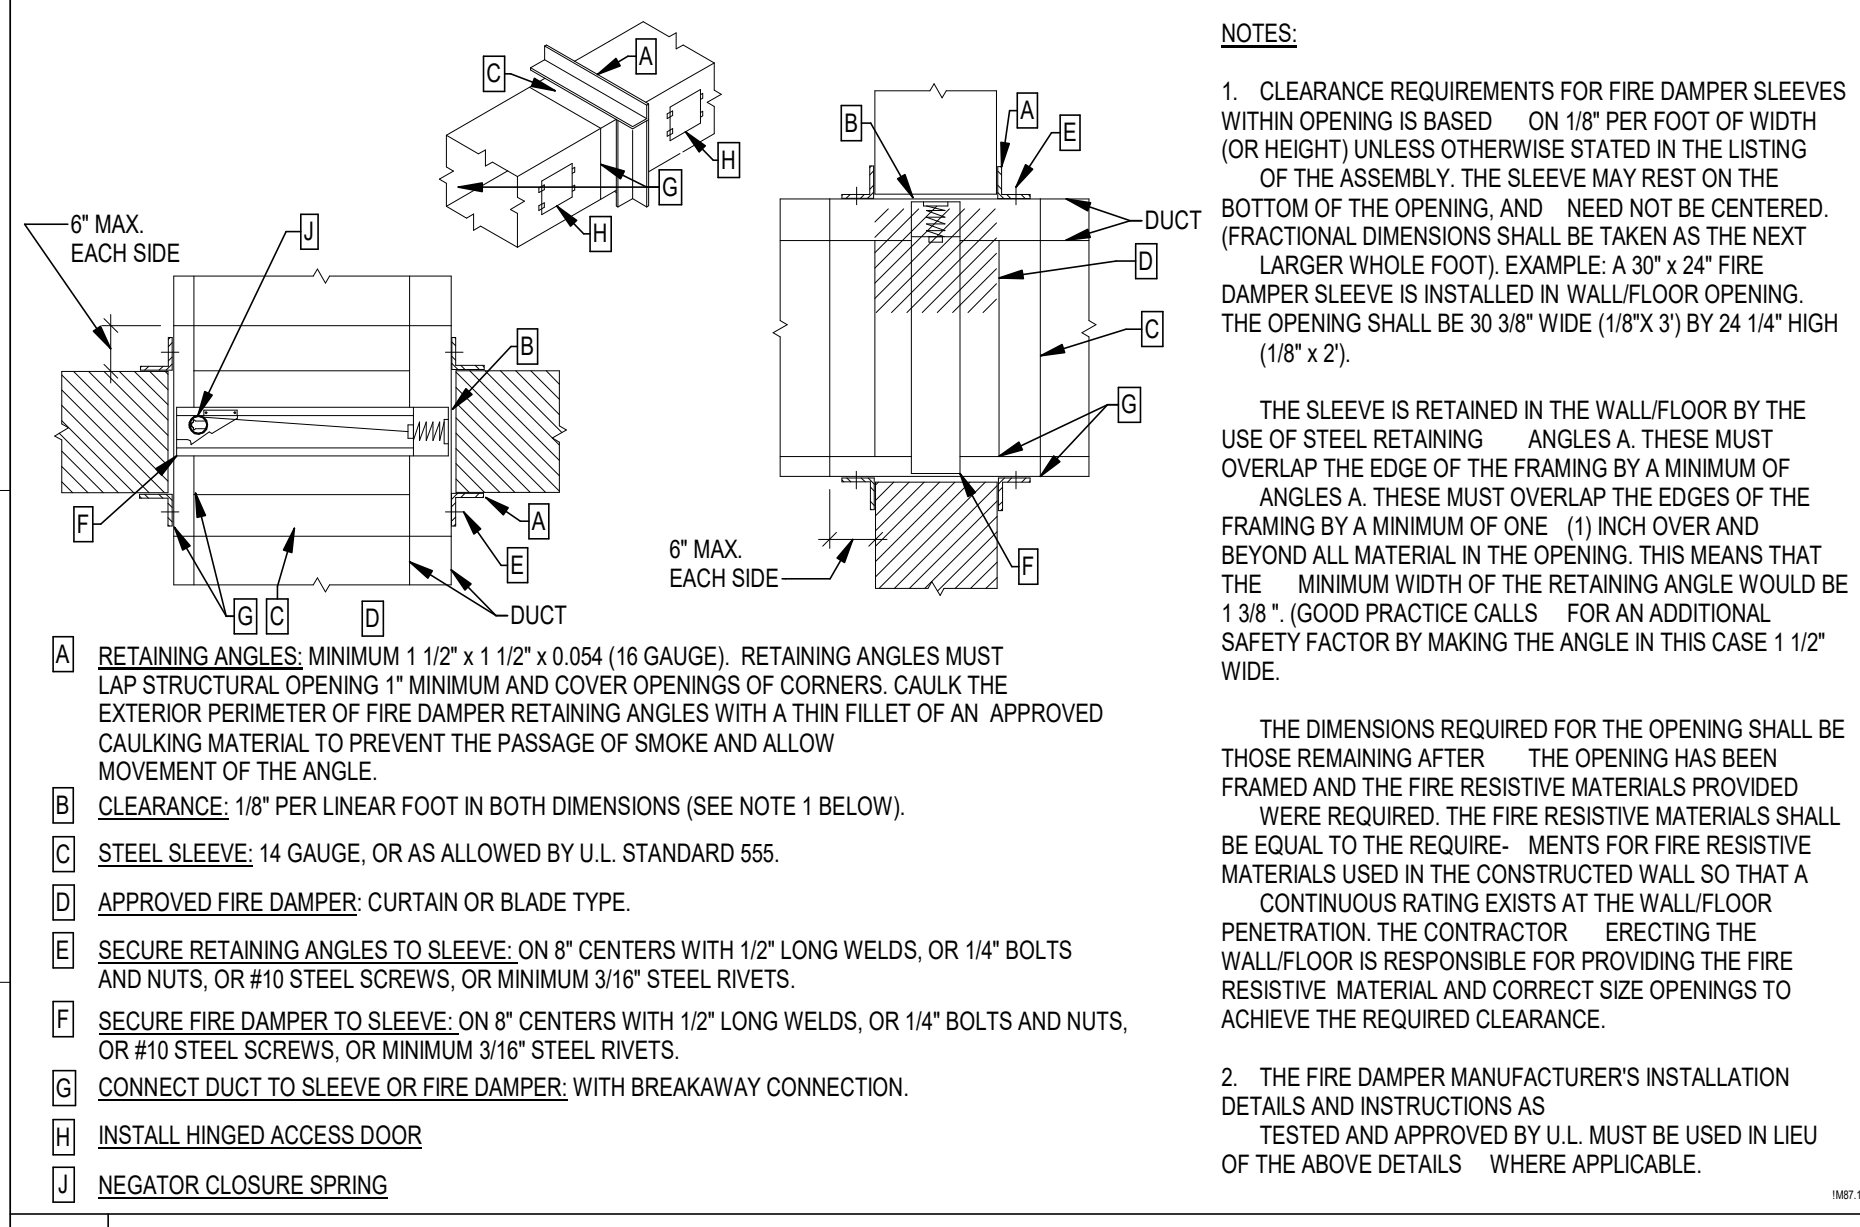 A
C
H
G
H
6" MAX.
EACH SIDE
J
B
F
A
E
G
C
D
DUCT
B
A
E
DUCT
D
C
G
6" MAX.
EACH SIDE
F
A RETAINING ANGLES: MINIMUM 1 1/2" x 1 1/2" x 0.054 (16 GAUGE). RETAINING ANGLES MUST
LAP STRUCTURAL OPENING 1" MINIMUM AND COVER OPENINGS OF CORNERS. CAULK THE
EXTERIOR PERIMETER OF FIRE DAMPER RETAINING ANGLES WITH A THIN FILLET OF AN APPROVED
CAULKING MATERIAL TO PREVENT THE PASSAGE OF SMOKE AND ALLOW
MOVEMENT OF THE ANGLE.
B CLEARANCE: 1/8" PER LINEAR FOOT IN BOTH DIMENSIONS (SEE NOTE 1 BELOW).
C STEEL SLEEVE: 14 GAUGE, OR AS ALLOWED BY U.L. STANDARD 555.
D APPROVED FIRE DAMPER: CURTAIN OR BLADE TYPE.
E SECURE RETAINING ANGLES TO SLEEVE: ON 8" CENTERS WITH 1/2" LONG WELDS, OR 1/4" BOLTS
AND NUTS, OR #10 STEEL SCREWS, OR MINIMUM 3/16" STEEL RIVETS.
F SECURE FIRE DAMPER TO SLEEVE: ON 8" CENTERS WITH 1/2" LONG WELDS, OR 1/4" BOLTS AND NUTS,
OR #10 STEEL SCREWS, OR MINIMUM 3/16" STEEL RIVETS.
G CONNECT DUCT TO SLEEVE OR FIRE DAMPER: WITH BREAKAWAY CONNECTION.
H INSTALL HINGED ACCESS DOOR
J NEGATOR CLOSURE SPRING
NOTES:
1. CLEARANCE REQUIREMENTS FOR FIRE DAMPER SLEEVES
WITHIN OPENING IS BASED ON 1/8" PER FOOT OF WIDTH
(OR HEIGHT) UNLESS OTHERWISE STATED IN THE LISTING
OF THE ASSEMBLY. THE SLEEVE MAY REST ON THE
BOTTOM OF THE OPENING, AND NEED NOT BE CENTERED.
(FRACTIONAL DIMENSIONS SHALL BE TAKEN AS THE NEXT
LARGER WHOLE FOOT). EXAMPLE: A 30" x 24" FIRE
DAMPER SLEEVE IS INSTALLED IN WALL/FLOOR OPENING.
THE OPENING SHALL BE 30 3/8" WIDE (1/8"X 3') BY 24 1/4" HIGH
(1/8" x 2').
THE SLEEVE IS RETAINED IN THE WALL/FLOOR BY THE
USE OF STEEL RETAINING ANGLES A. THESE MUST
OVERLAP THE EDGE OF THE FRAMING BY A MINIMUM OF
ANGLES A. THESE MUST OVERLAP THE EDGES OF THE
FRAMING BY A MINIMUM OF ONE (1) INCH OVER AND
BEYOND ALL MATERIAL IN THE OPENING. THIS MEANS THAT
THE MINIMUM WIDTH OF THE RETAINING ANGLE WOULD BE
1 3/8 ". (GOOD PRACTICE CALLS FOR AN ADDITIONAL
SAFETY FACTOR BY MAKING THE ANGLE IN THIS CASE 1 1/2"
WIDE.
THE DIMENSIONS REQUIRED FOR THE OPENING SHALL BE
THOSE REMAINING AFTER THE OPENING HAS BEEN
FRAMED AND THE FIRE RESISTIVE MATERIALS PROVIDED
WERE REQUIRED. THE FIRE RESISTIVE MATERIALS SHALL
BE EQUAL TO THE REQUIRE- MENTS FOR FIRE RESISTIVE
MATERIALS USED IN THE CONSTRUCTED WALL SO THAT A
CONTINUOUS RATING EXISTS AT THE WALL/FLOOR
PENETRATION. THE CONTRACTOR ERECTING THE
WALL/FLOOR IS RESPONSIBLE FOR PROVIDING THE FIRE
RESISTIVE MATERIAL AND CORRECT SIZE OPENINGS TO
ACHIEVE THE REQUIRED CLEARANCE.
2. THE FIRE DAMPER MANUFACTURER'S INSTALLATION
DETAILS AND INSTRUCTIONS AS
TESTED AND APPROVED BY U.L. MUST BE USED IN LIEU
OF THE ABOVE DETAILS WHERE APPLICABLE.
!M87.1